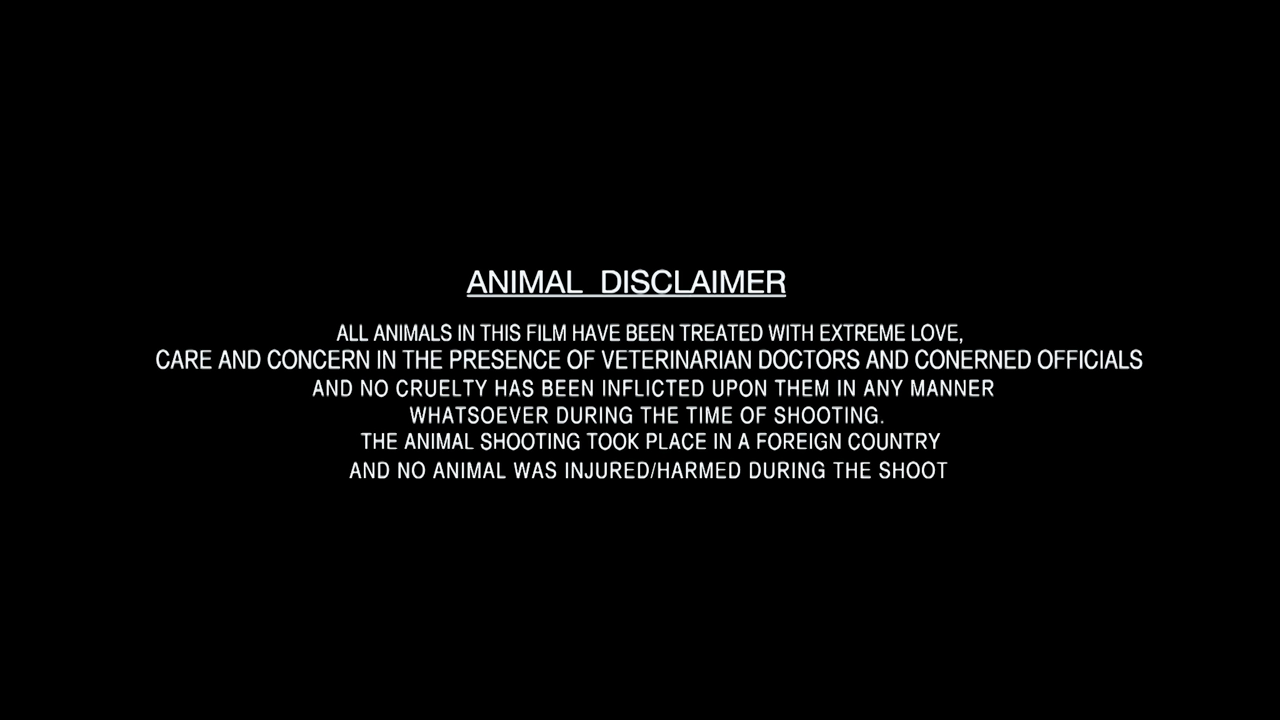 ANIMAL DISCLAIMER
ALL ANIMALS IN THIS FILM HAVE BEEN TREATED WITH EXTREME LOVE,
CARE AND CONCERN IN THE PRESENCE OF VETERINARIAN DOCTORS AND CONERNED OFFICIALS
AND NO CRUELTY HAS BEEN INFLICTED UPON THEM IN ANY MANNER
WHATSOEVER DURING THE TIME OF SHOOTING.
THE ANIMAL SHOOTING TOOK PLACE IN A FOREIGN COUNTRY
AND NO ANIMAL WAS INJURED/HARMED DURING THE SHOOT